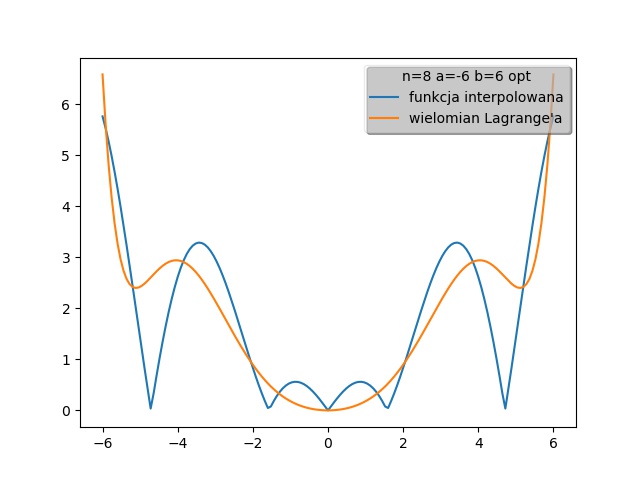 n=8 a=-6 b=6 opt
funkcja interpolowana
wielomian Lagrange'a
6
5
4
3
2
1
0
−6 −4 −2 0 2 4 6